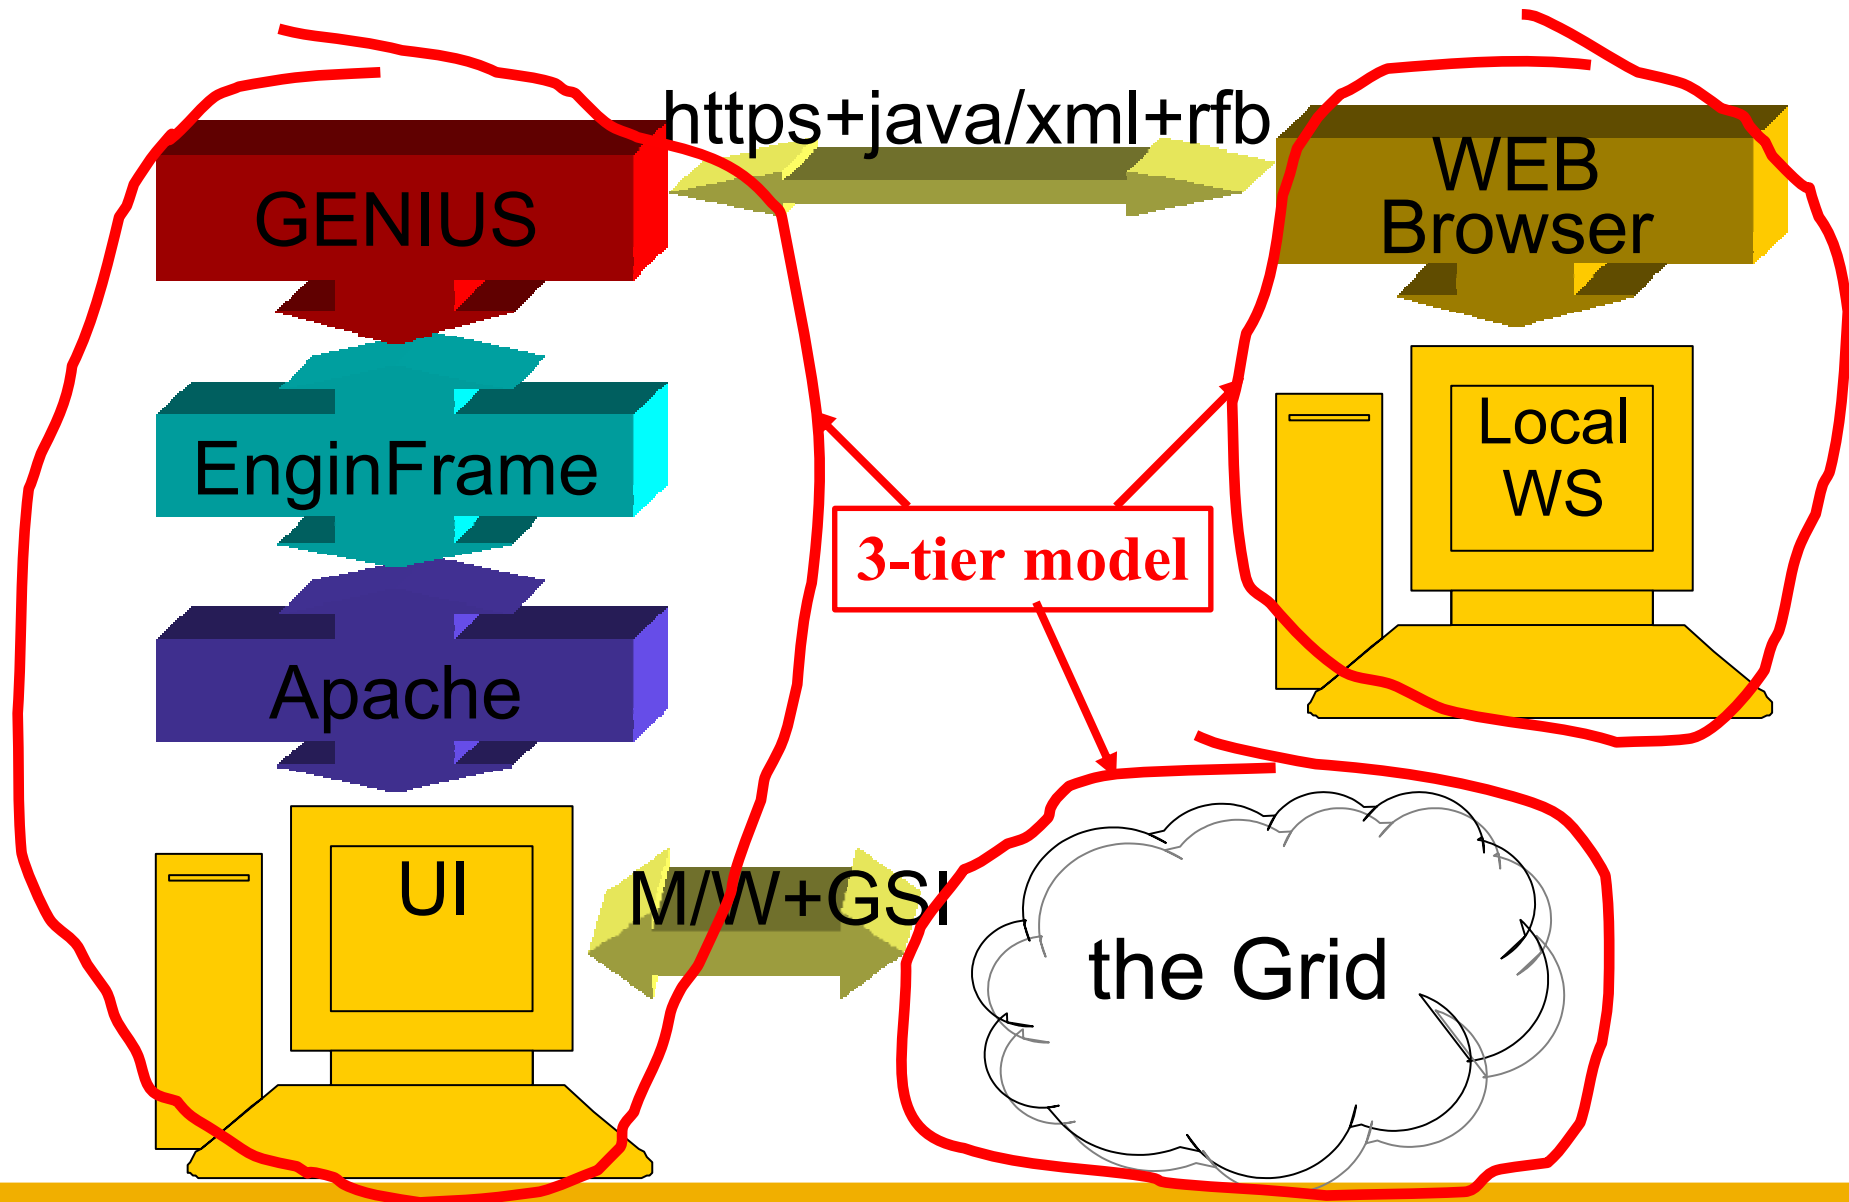 https+java/xml+rfb
GENIUS
WEB
Browser
EnginFrame
Local
WS
3-tier model
Apache
UI
M/W+GSI
the Grid